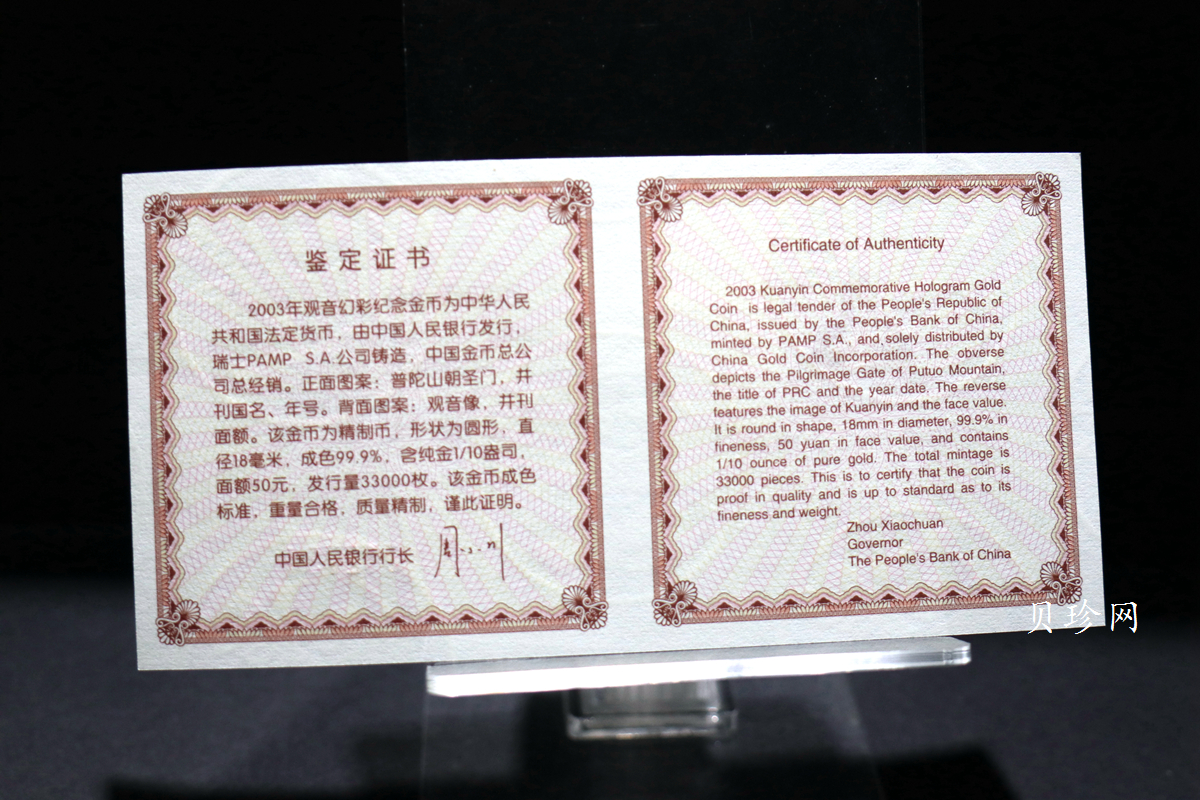 鉴定证书
2003年观音幻彩纪念金币为中华人民
共和国法定货币，由中国人民银行发行，
瑞士PAMP S.A.公司铸造，中国金币总公
司总经销。正面图案：普陀山朝圣门，并
刊国名、年号。背面图案：观音像，并刊
面额。该金币为精制币，形状为圆形，直
径18毫米，成色99.9%，含纯金1/10盎司，
面额50元，发行量33000枚。该金币成色
标准，重量合格，质量精制，谨此证明。
中国人民银行行长 周小川
Certificate of Authenticity
2003 Kuanyin Commemorative Hologram Gold
Coin is legal tender of the People's Republic of
China, issued by the People's Bank of China,
minted by PAMP S.A., and solely distributed by
China Gold Coin Incorporation. The obverse
depicts the Pilgrimage Gate of Putuo Mountain,
the title of PRC and the year date. The reverse
features the image of Kuanyin and the face value.
It is round in shape, 18mm in diameter, 99.9% in
fineness, 50 yuan in face value, and contains
1/10 ounce of pure gold. The total mintage is
33000 pieces. This is to certify that the coin is
proof in quality and is up to standard as to its
fineness and weight.
Zhou Xiaochuan
Governor
The People's Bank of China
贝珍网